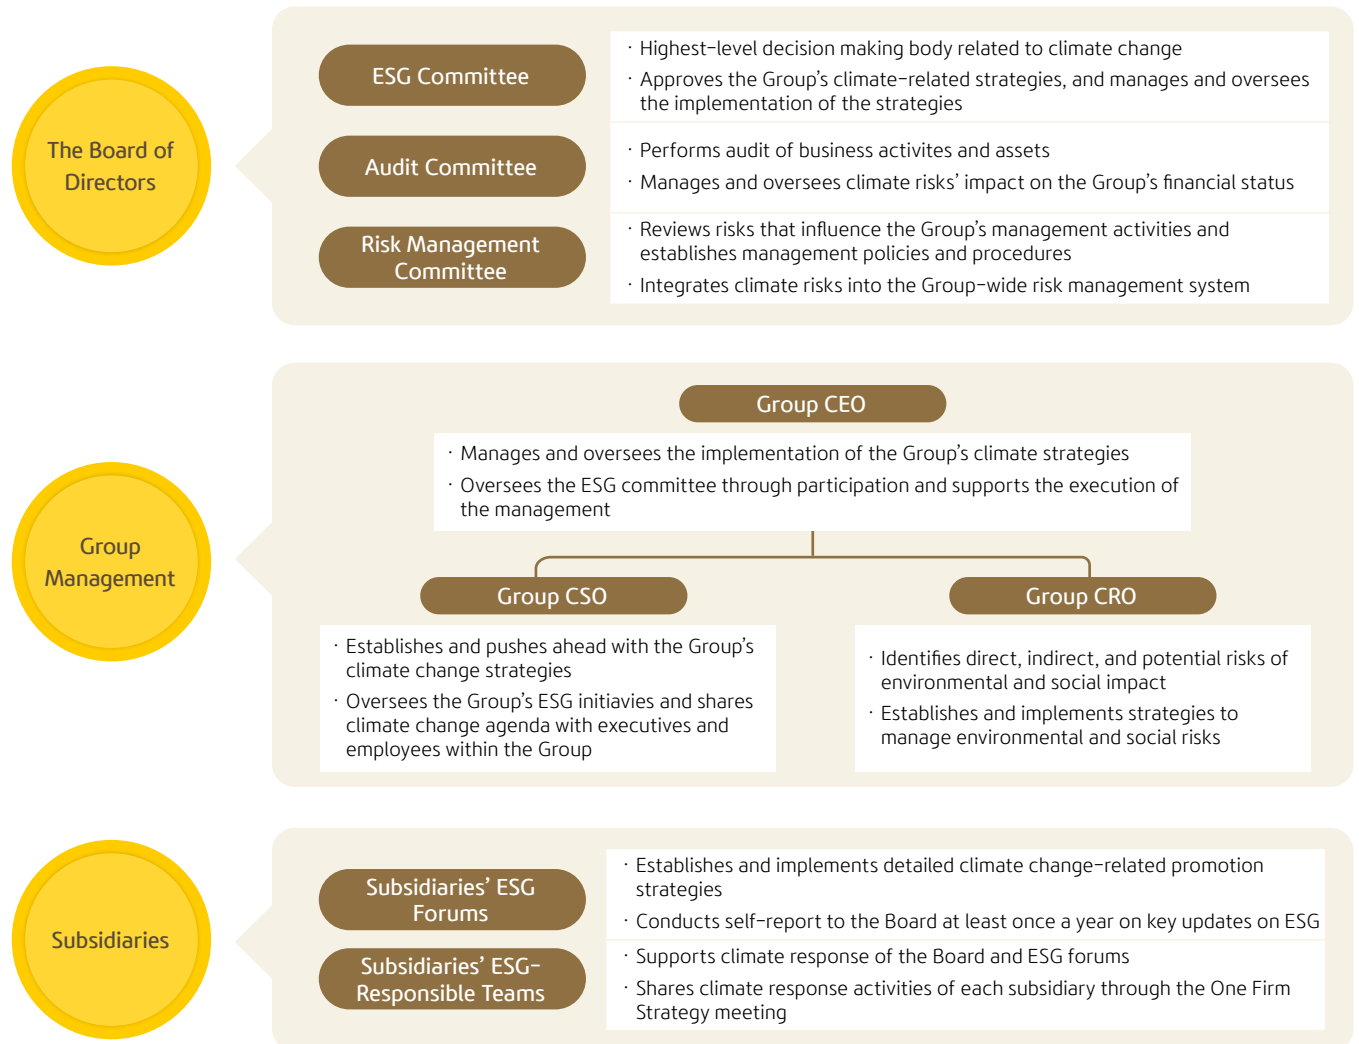 The Board of
Directors
ESG Committee
· Highest-level decision making body related to climate change
· Approves the Group's climate-related strategies, and manages and oversees
the implementation of the strategies
Audit Committee
· Performs audit of business activites and assets
· Manages and oversees climate risks' impact on the Group's financial status
Risk Management
Committee
· Reviews risks that influence the Group's management activities and
establishes management policies and procedures
· Integrates climate risks into the Group-wide risk management system
Group
Management
Group CEO
· Manages and oversees the implementation of the Group's climate strategies
· Oversees the ESG committee through participation and supports the execution of
the management
Group CSO
· Establishes and pushes ahead with the Group's
climate change strategies
· Oversees the Group's ESG initiavies and shares
climate change agenda with executives and
employees within the Group
Group CRO
· Identifies direct, indirect, and potential risks of
environmental and social impact
· Establishes and implements strategies to
manage environmental and social risks
Subsidiaries
Subsidiaries' ESG
Forums
· Establishes and implements detailed climate change-related promotion
strategies
· Conducts self-report to the Board at least once a year on key updates on ESG
Subsidiaries' ESG-
Responsible Teams
· Supports climate response of the Board and ESG forums
· Shares climate response activities of each subsidiary through the One Firm
Strategy meeting